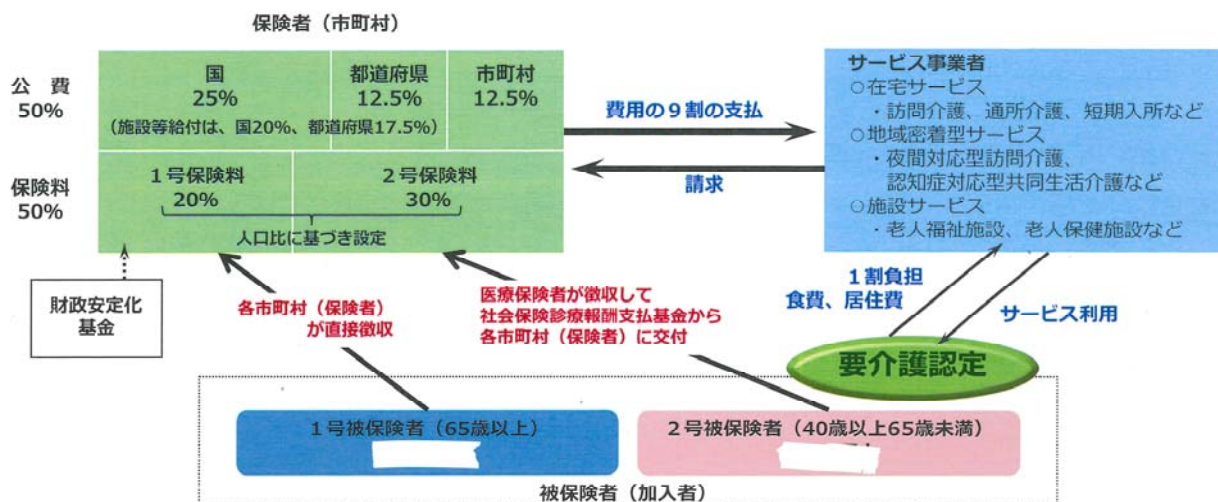 保険者（市町村）
公 費
50%
国
25%
都道府県
12.5%
市町村
12.5%
（施設等給付は、国20%、都道府県17.5%）
保険料
50%
１号保険料
20%
２号保険料
30%
人口比に基づき設定
財政安定化
基金
費用の９割の支払
請求
サービス事業者
○在宅サービス
・訪問介護、通所介護、短期入所など
○地域密着型サービス
・夜間対応型訪問介護、
認知症対応型共同生活介護など
○施設サービス
・老人福祉施設、老人保健施設など
各市町村（保険者）
が直接徴収
医療保険者が徴収して
社会保険診療報酬支払基金から
各市町村（保険者）に交付
１割負担
食費、居住費
サービス利用
要介護認定
１号被保険者（65歳以上）
２号被保険者（40歳以上65歳未満）
被保険者（加入者）